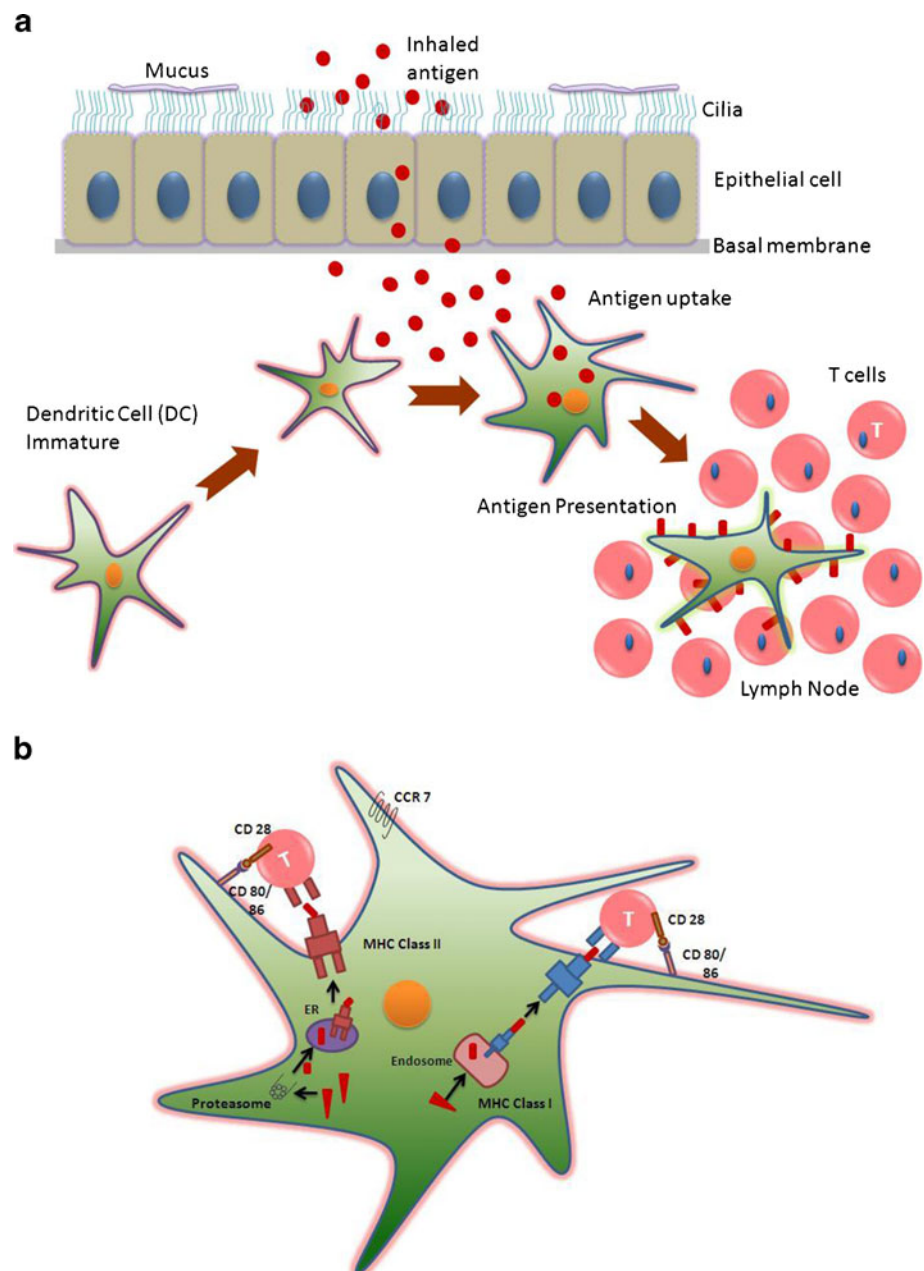 a
Inhaled
antigen
Mucus
Cilia
Epithelial cell
Basal membrane
Antigen uptake
T cells
T
Dendritic Cell (DC)
Immature
Antigen Presentation
Lymph Node
b
CCR 7
CD 28
T
CD 80/
86
MHC Class II
T
CD 28
CD 80/
86
ER
Endosome
Proteasome
MHC Class I